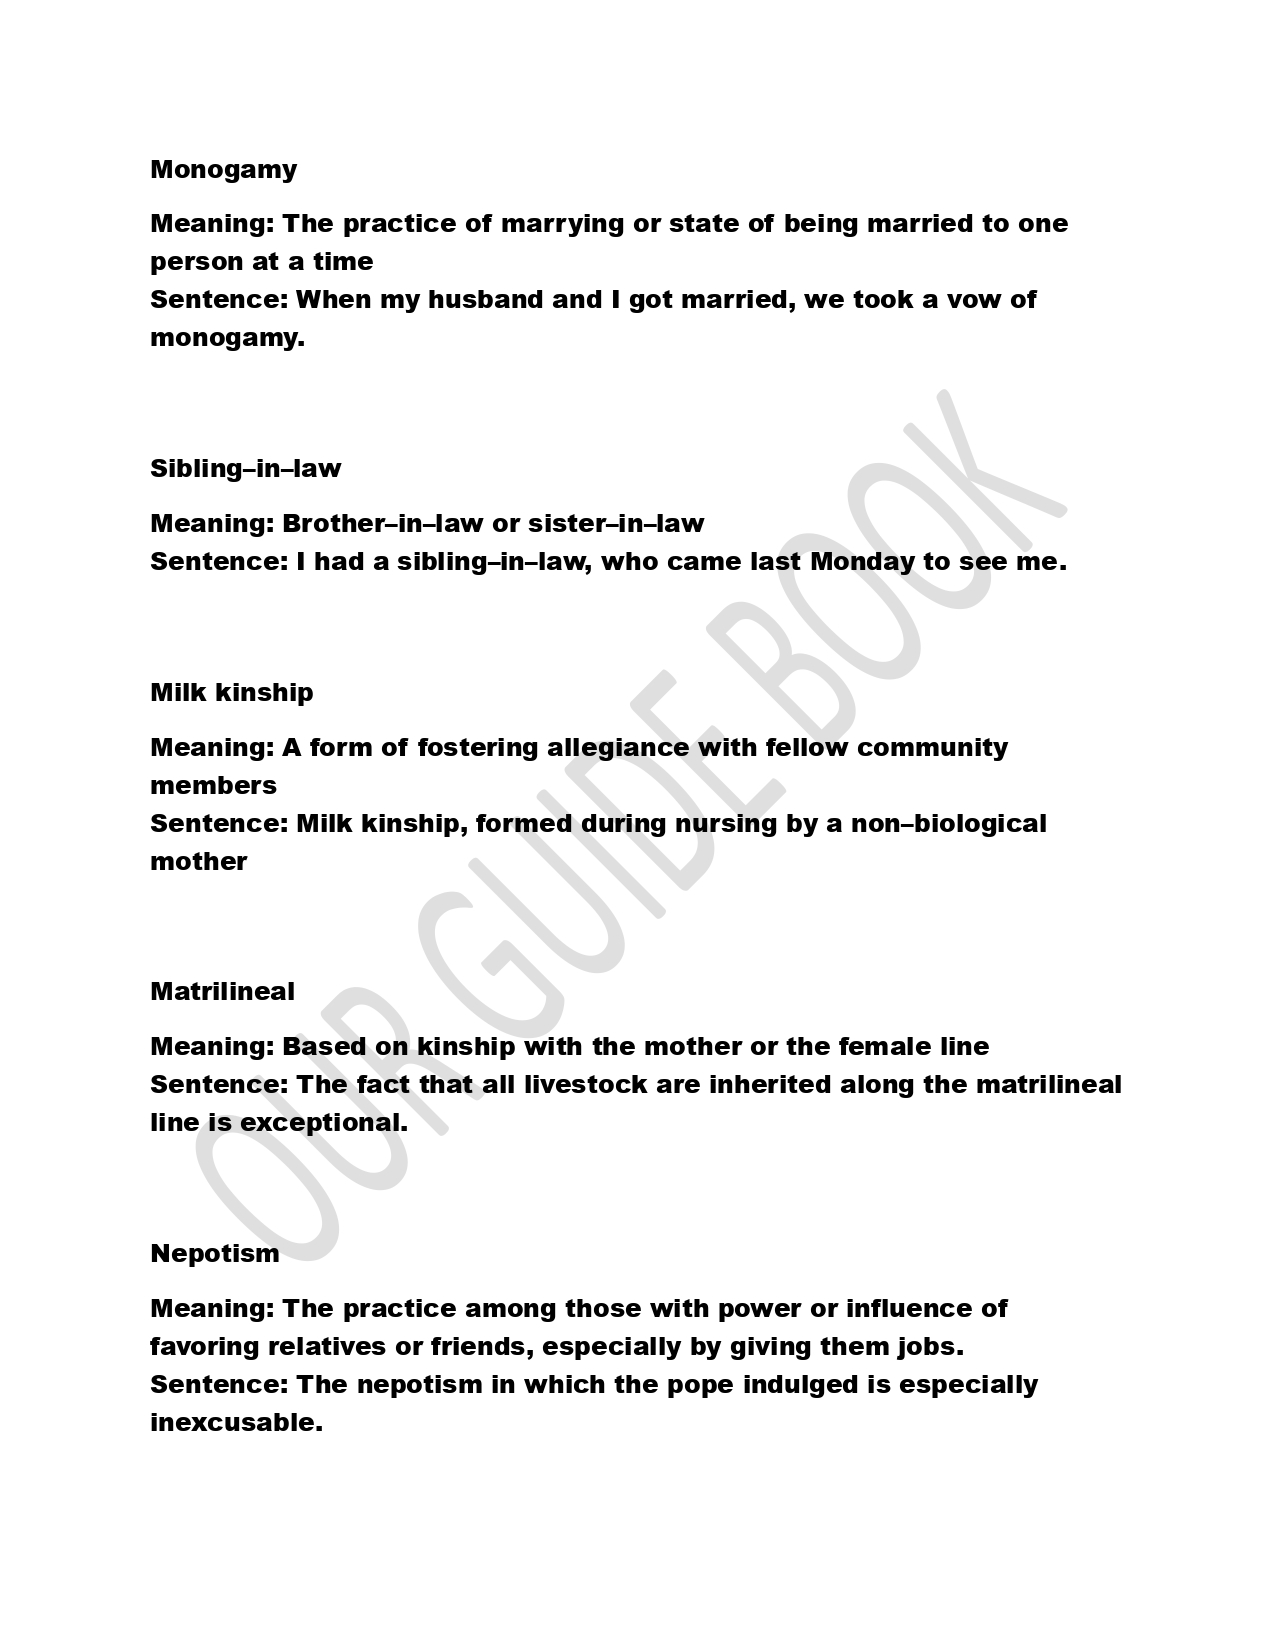 Monogamy
Meaning: The practice of marrying or state of being married to one
person at a time
Sentence: When my husband and I got married, we took a vow of
monogamy.
Sibling–in–law
Meaning: Brother–in–law or sister–in–law
Sentence: I had a sibling–in–law, who came last Monday to see me.
Milk kinship
Meaning: A form of fostering allegiance with fellow community
members
Sentence: Milk kinship, formed during nursing by a non–biological
mother
Matrilineal
Meaning: Based on kinship with the mother or the female line
Sentence: The fact that all livestock are inherited along the matrilineal
line is exceptional.
Nepotism
Meaning: The practice among those with power or influence of
favoring relatives or friends, especially by giving them jobs.
Sentence: The nepotism in which the pope indulged is especially
inexcusable.
OUR GUIDE BOOK